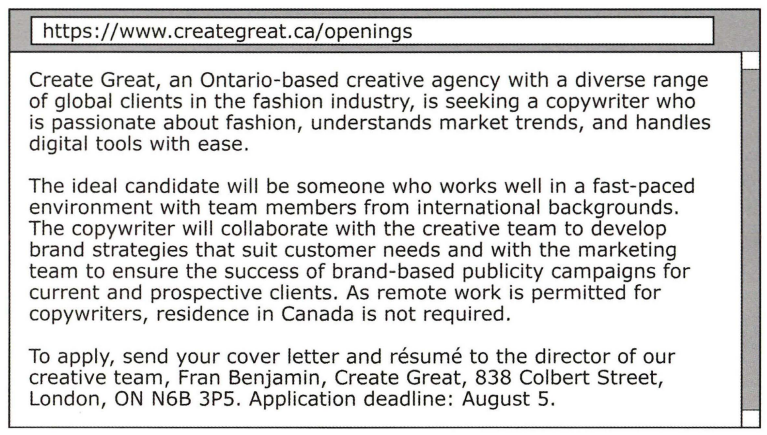 https://www.creategreat.ca/openings
Create Great, an Ontario-based creative agency with a diverse range
of global clients in the fashion industry, is seeking a copywriter who
is passionate about fashion, understands market trends, and handles
digital tools with ease.
The ideal candidate will be someone who works well in a fast-paced
environment with team members from international backgrounds.
The copywriter will collaborate with the creative team to develop
brand strategies that suit customer needs and with the marketing
team to ensure the success of brand-based publicity campaigns for
current and prospective clients. As remote work is permitted for
copywriters, residence in Canada is not required.
To apply, send your cover letter and résumé to the director of our
creative team, Fran Benjamin, Create Great, 838 Colbert Street,
London, ON N6B 3P5. Application deadline: August 5.